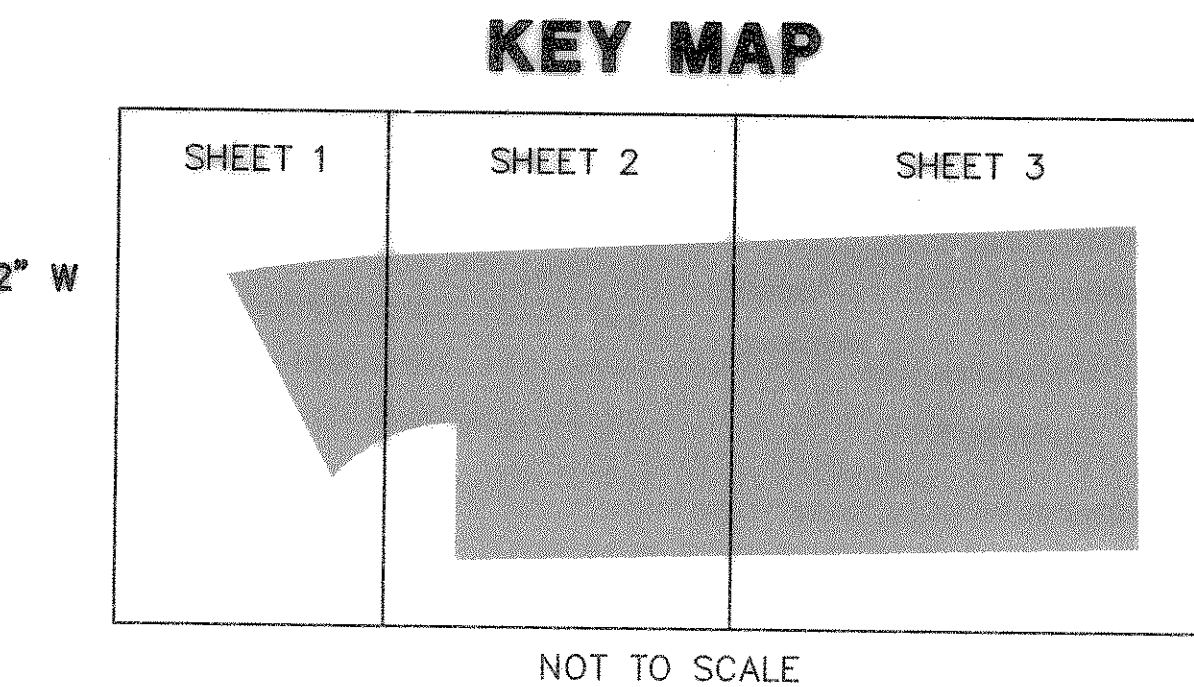 KEY MAP
SHEET 1
SHEET 2
SHEET 3
2" W
NOT TO SCALE